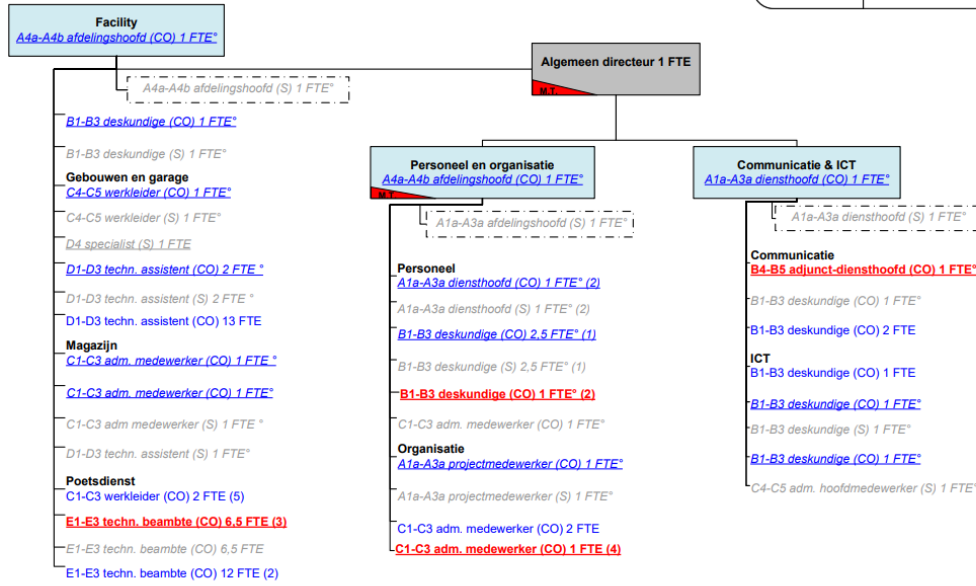 Facility
A4a-A4b afdelingshoofd (CO) 1 FTE°
A4a-A4b afdelingshoofd (S) 1 FTE°
B1-B3 deskundige (CO) 1 FTE°
B1-B3 deskundige (S) 1 FTE°
Gebouwen en garage
C4-C5 werkleider (CO) 1 FTE°
C4-C5 werkleider (S) 1 FTE°
D4 specialist (S) 1 FTE
D1-D3 techn. assistent (CO) 2 FTE °
D1-D3 techn. assistent (S) 2 FTE °
D1-D3 techn. assistent (CO) 13 FTE
Magazijn
C1-C3 adm. medewerker (CO) 1 FTE °
C1-C3 adm. medewerker (CO) 1 FTE°
C1-C3 adm medewerker (S) 1 FTE °
D1-D3 techn. assistent (S) 1 FTE°
Poetsdienst
C1-C3 werkleider (CO) 2 FTE (5)
E1-E3 techn. beambte (CO) 6,5 FTE (3)
E1-E3 techn. beambte (CO) 6,5 FTE
E1-E3 techn. beambte (CO) 12 FTE (2)
Algemeen directeur 1 FTE
M.T.
Personeel en organisatie
A4a-A4b afdelingshoofd (CO) 1 FTE°
M.T.
A1a-A3a afdelingshoofd (S) 1 FTE°
Personeel
A1a-A3a diensthoofd (CO) 1 FTE° (2)
A1a-A3a diensthoofd (S) 1 FTE° (2)
B1-B3 deskundige (CO) 2,5 FTE° (1)
B1-B3 deskundige (S) 2,5 FTE° (1)
B1-B3 deskundige (CO) 1 FTE° (2)
C1-C3 adm. medewerker (CO) 1 FTE°
Organisatie
A1a-A3a projectmedewerker (CO) 1 FTE°
A1a-A3a projectmedewerker (S) 1 FTE°
C1-C3 adm. medewerker (CO) 2 FTE
C1-C3 adm. medewerker (CO) 1 FTE (4)
Communicatie & ICT
A1a-A3a diensthoofd (CO) 1 FTE°
A1a-A3a diensthoofd (S) 1 FTE°
Communicatie
B4-B5 adjunct-diensthoofd (CO) 1 FTE°
B1-B3 deskundige (CO) 1 FTE°
B1-B3 deskundige (CO) 2 FTE
ICT
B1-B3 deskundige (CO) 1 FTE
B1-B3 deskundige (CO) 1 FTE°
B1-B3 deskundige (S) 1 FTE°
B1-B3 deskundige (CO) 1 FTE°
C4-C5 adm. hoofdmedewerker (S) 1 FTE°